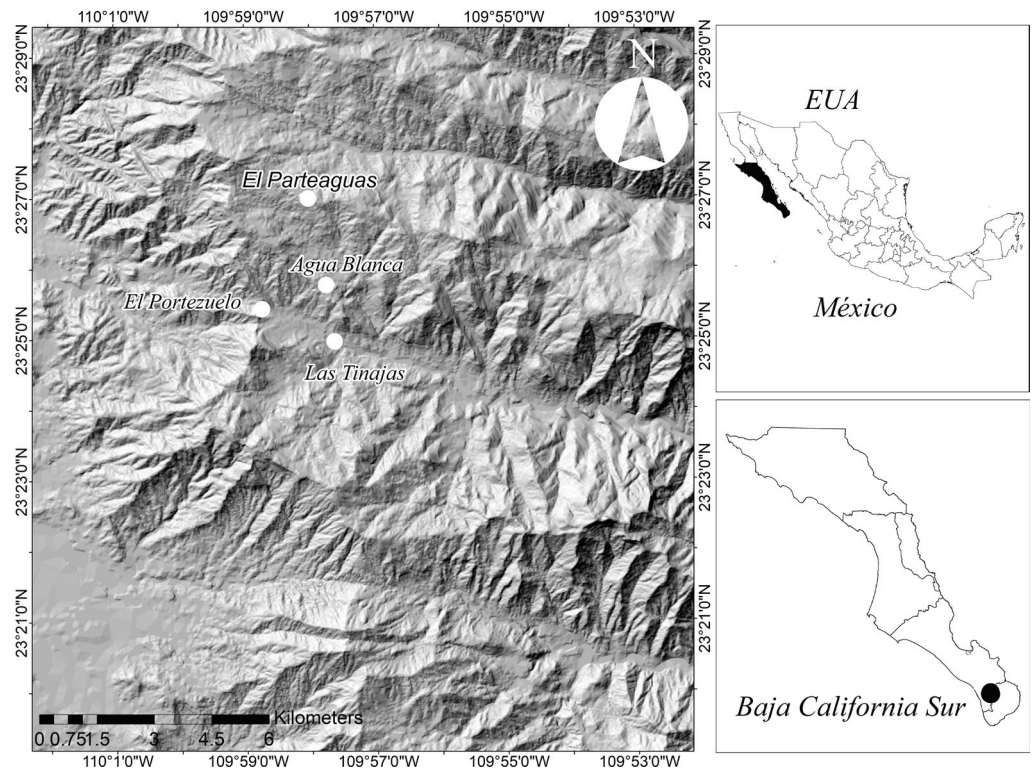 110°1'0"W 109°59'0"W 109°57'0"W 109°55'0"W 109°53'0"W
23°29'0"N
23°27'0"N
23°25'0"N
23°23'0"N
23°21'0"N
N
El Parteaguas
Agua Blanca
El Portezuelo
Las Tinajas
Kilometers
0 0.75 1.5 3 4.5 6
23°29'0"N
23°27'0"N
23°25'0"N
23°23'0"N
23°21'0"N
110°1'0"W 109°59'0"W 109°57'0"W 109°55'0"W 109°53'0"W
EUA
México
Baja California Sur